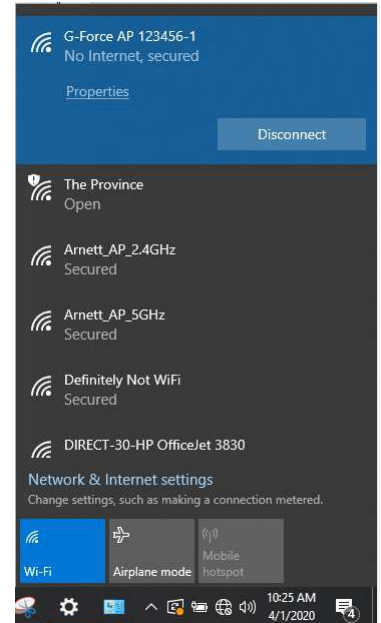 G-Force AP 123456-1
No Internet, secured
Properties
Disconnect
The Province
Open
Arnett_AP_2.4GHz
Secured
Arnett_AP_5GHz
Secured
Definitely Not WiFi
Secured
DIRECT-30-HP OfficeJet 3830
Network & Internet settings
Change settings, such as making a connection metered.
Wi-Fi
Airplane mode
Mobile
hotspot
10:25 AM
4/1/2020
4